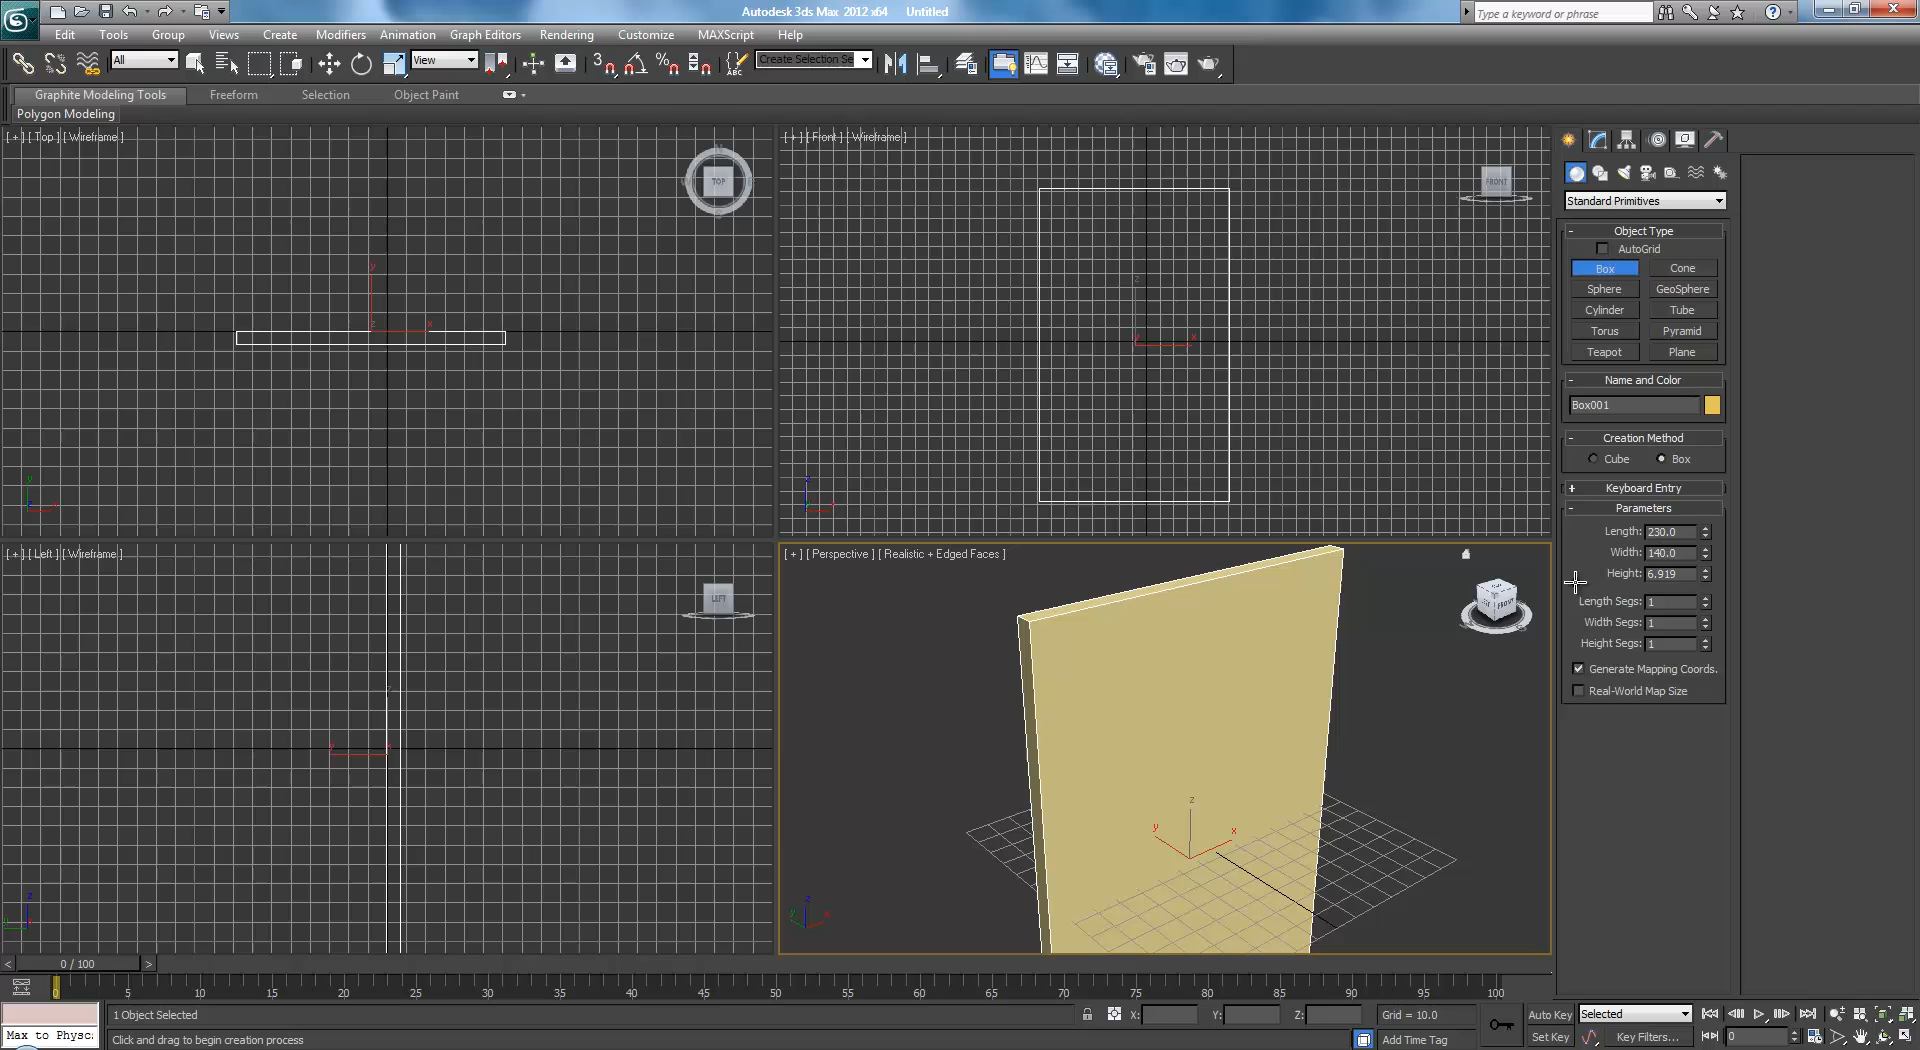 Autodesk 3ds Max 2012 x64 Untitled
Type a keyword or phrase
Edit Tools Group Views Create Modifiers Animation Graph Editors Rendering Customize MAXScript Help
All
View
3
ABC
Create Selection Se
Graphite Modeling Tools Freeform Selection Object Paint
Polygon Modeling
[ + ] [ Top ] [ Wireframe ]
TOP
[ + ] [ Front ] [ Wireframe ]
FRONT
Standard Primitives
- Object Type
AutoGrid
Box Cone
Sphere GeoSphere
Cylinder Tube
Torus Pyramid
Teapot Plane
- Name and Color
Box001
- Creation Method
Cube Box
+ Keyboard Entry
- Parameters
Length: 230.0
Width: 140.0
Height: 6.919
Length Segs: 1
Width Segs: 1
Height Segs: 1
Generate Mapping Coords.
Real-World Map Size
[ + ] [ Left ] [ Wireframe ]
LEFT
[ + ] [ Perspective ] [ Realistic + Edged Faces ]
FRONT
< 0 / 100 >
0 5 10 15 20 25 30 35 40 45 50 55 60 65 70 75 80 85 90 95 100
1 Object Selected X: Y: Z: Grid = 10.0 Auto Key Selected
Max to Physc: Click and drag to begin creation process Add Time Tag Set Key Key Filters... 0